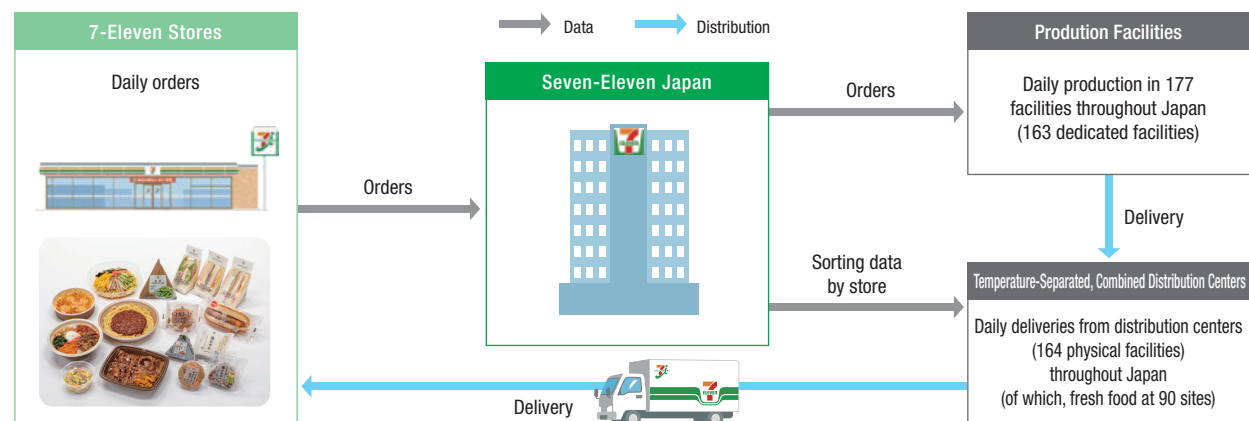 7-Eleven Stores
Daily orders
Orders
Data
Distribution
Seven-Eleven Japan
ELEVEN
Orders
Sorting data
by store
Prodution Facilities
Daily production in 177
facilities throughout Japan
(163 dedicated facilities)
Delivery
Temperature-Separated, Combined Distribution Centers
Daily deliveries from distribution centers
(164 physical facilities)
throughout Japan
(of which, fresh food at 90 sites)
Delivery
ELEVEN